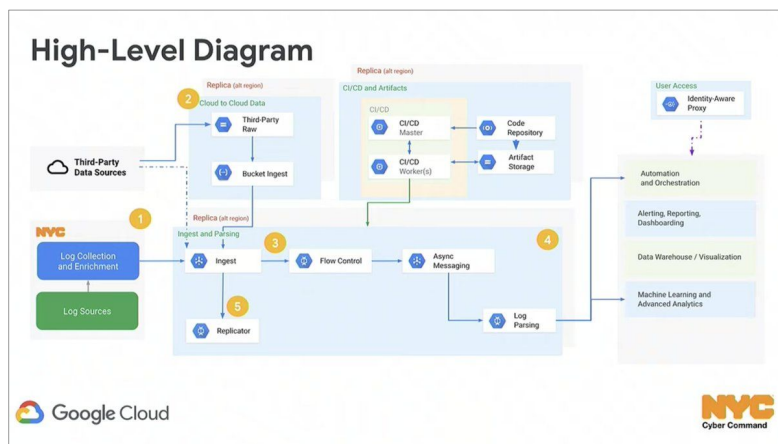 High-Level Diagram
Replica (alt region)
2
Cloud to Cloud Data
Third-Party
Raw
Bucket Ingest
Third-Party
Data Sources
Replica (alt region)
CI/CD and Artifacts
CI/CD
CI/CD
Master
CI/CD
Worker(s)
Code
Repository
Artifact
Storage
User Access
Identity-Aware
Proxy
Automation
and Orchestration
Alerting, Reporting,
Dashboarding
Data Warehouse / Visualization
Machine Learning and
Advanced Analytics
1
NYC
Log Collection
and Enrichment
Log Sources
Replica (alt region)
Ingest and Parsing
3
4
Ingest
Flow Control
Async
Messaging
5
Replicator
Log
Parsing
Google Cloud
NYC
Cyber Command